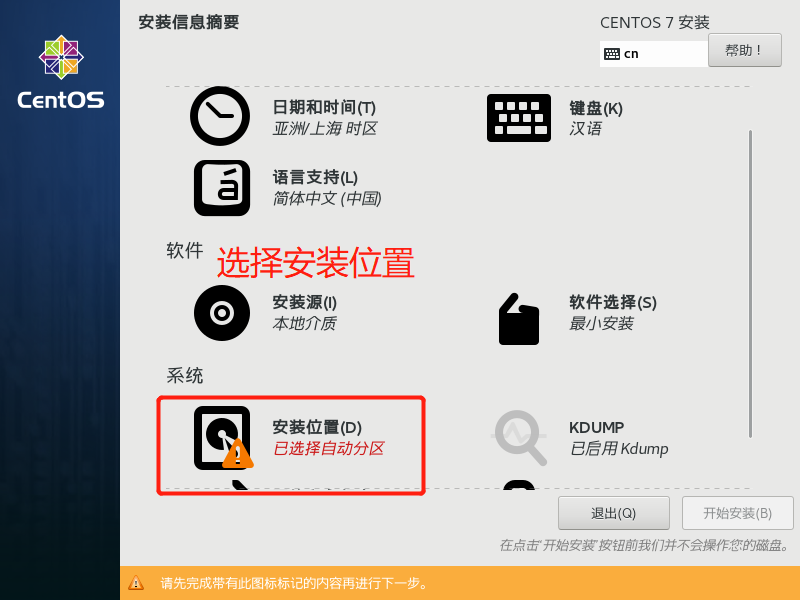 安装信息摘要
CENTOS 7 安装
cn
帮助！
CentOS
日期和时间(T)
亚洲/上海 时区
键盘(K)
汉语
语言支持(L)
简体中文 (中国)
软件
选择安装位置
安装源(I)
本地介质
软件选择(S)
最小安装
系统
安装位置(D)
已选择自动分区
KDUMP
已启用 Kdump
退出(Q)
开始安装(B)
在点击'开始安装'按钮前我们并不会操作您的磁盘。
请先完成带有此图标标记的内容再进行下一步。